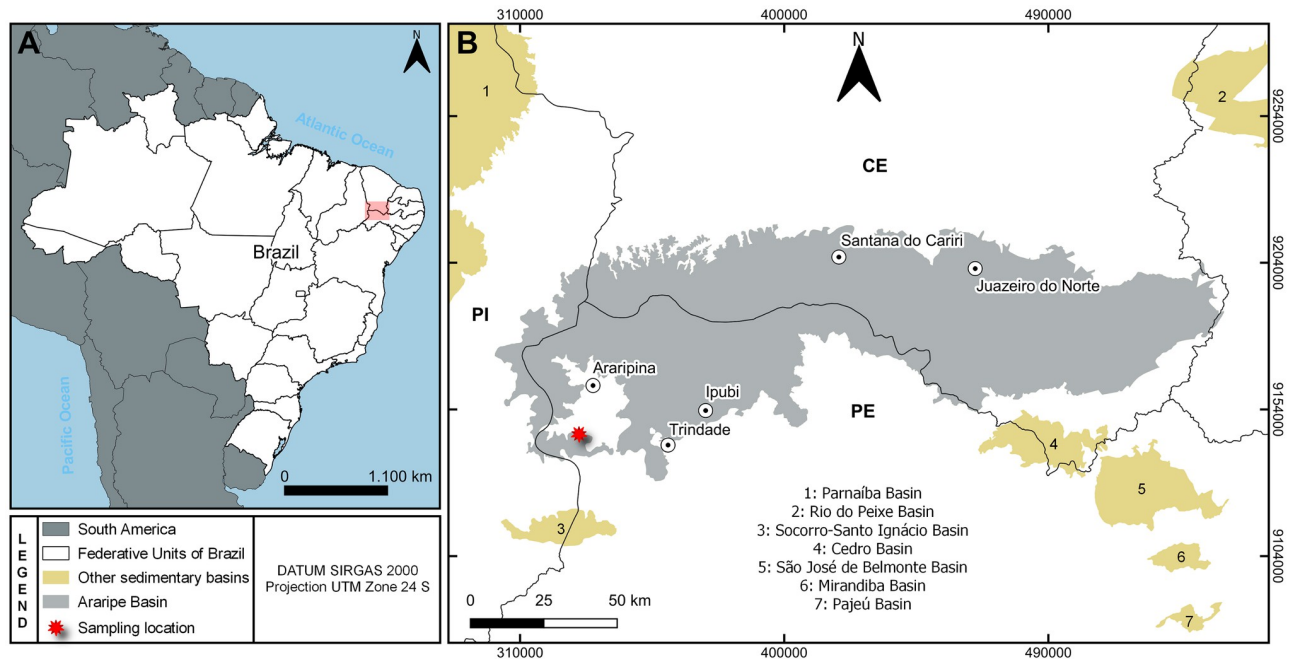 A
N
Atlantic Ocean
Brazil
Pacific Ocean
0 1.100 km
LEGEND
South America
Federative Units of Brazil
Other sedimentary basins
Araripe Basin
Sampling location
DATUM SIRGAS 2000
Projection UTM Zone 24 S
310000 400000 490000
B
N
1
2
CE
9254000
Santana do Cariri
Juazeiro do Norte
9204000
PI
Araripina
Ipubi
Trindade
PE
9154000
4
5
3
6
7
9104000
1: Parnaíba Basin
2: Rio do Peixe Basin
3: Socorro-Santo Ignácio Basin
4: Cedro Basin
5: São José de Belmonte Basin
6: Mirandiba Basin
7: Pajeú Basin
0 25 50 km
310000 400000 490000